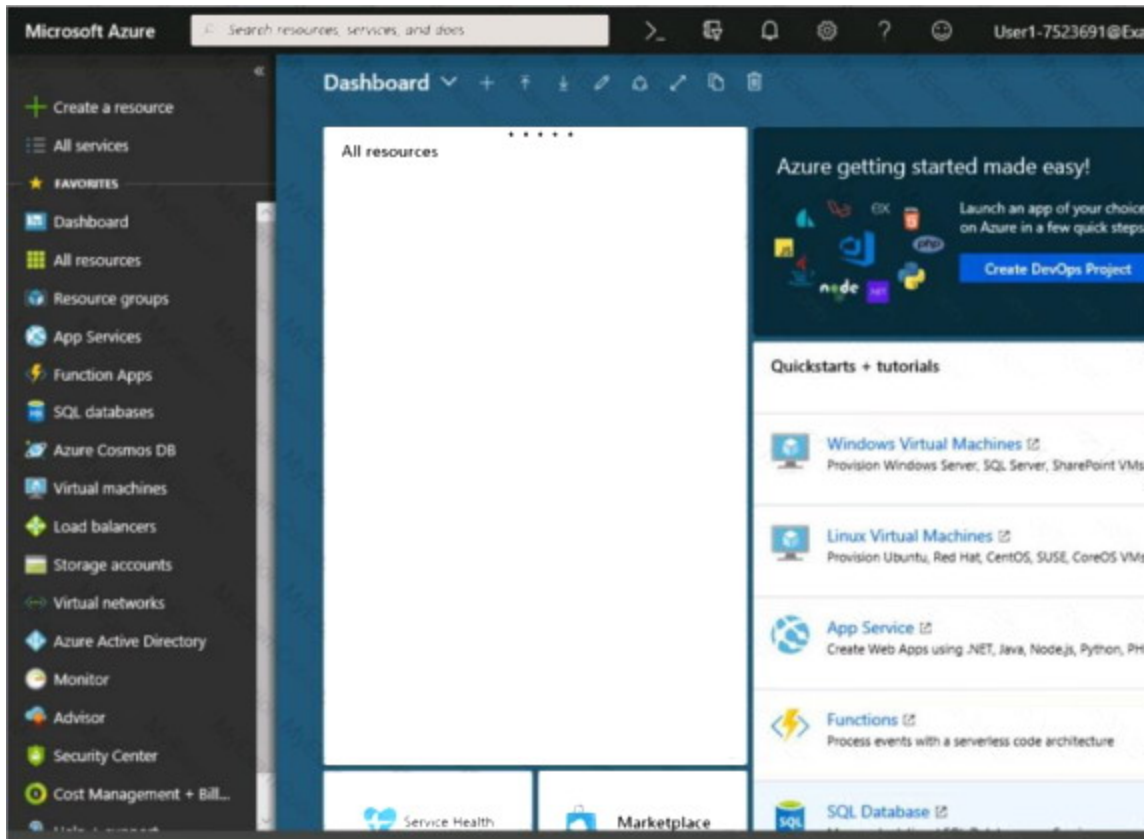 Microsoft Azure
Search resources, services, and docs
User1-7523691@Exa
Create a resource
All services
FAVORITES
Dashboard
All resources
Resource groups
App Services
Function Apps
SQL databases
Azure Cosmos DB
Virtual machines
Load balancers
Storage accounts
Virtual networks
Azure Active Directory
Monitor
Advisor
Security Center
Cost Management + Bill...
Dashboard
All resources
Service Health
Marketplace
Azure getting started made easy!
Launch an app of your choice
on Azure in a few quick steps
Create DevOps Project
Quickstarts + tutorials
Windows Virtual Machines
Provision Windows Server, SQL Server, SharePoint VMs
Linux Virtual Machines
Provision Ubuntu, Red Hat, CentOS, SUSE, CoreOS VMs
App Service
Create Web Apps using .NET, Java, Node.js, Python, PH
Functions
Process events with a serverless code architecture
SQL Database